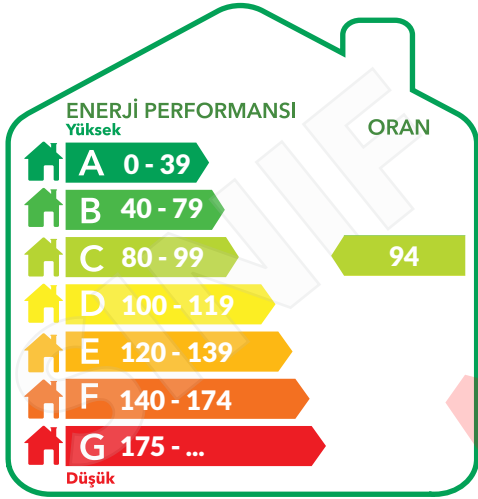 ENERJİ PERFORMANSI
Yüksek
ORAN
A 0 - 39
B 40 - 79
C 80 - 99
94
D 100 - 119
E 120 - 139
F 140 - 174
G 175 - ...
Düşük
SINIF